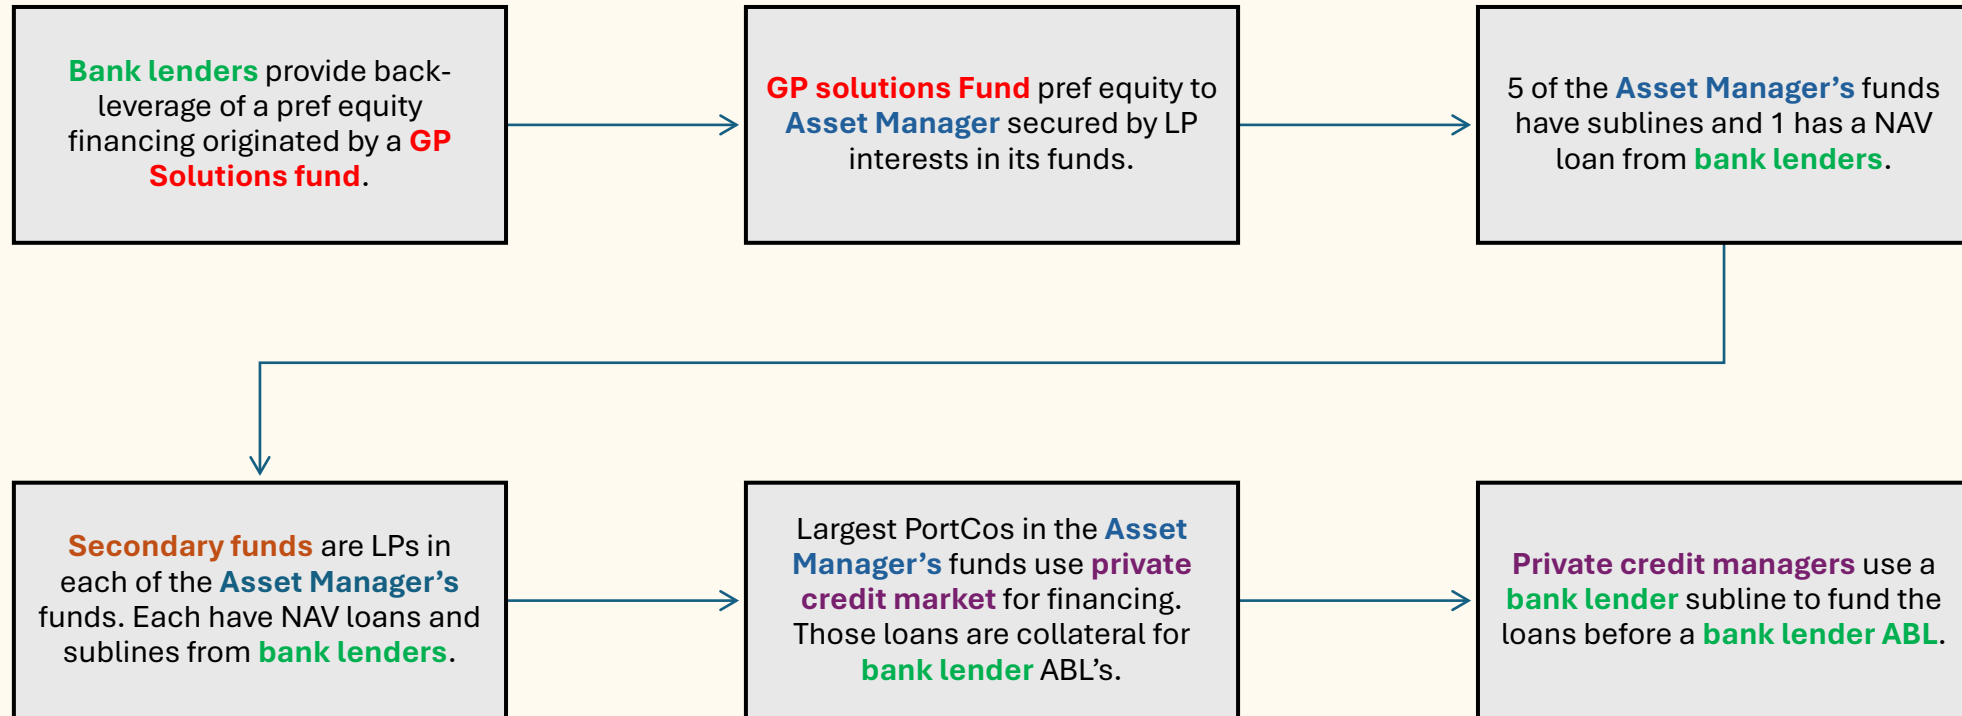 Bank lenders provide back-
leverage of a pref equity
financing originated by a GP
Solutions fund.
GP solutions Fund pref equity to
Asset Manager secured by LP
interests in its funds.
5 of the Asset Manager’s funds
have sublines and 1 has a NAV
loan from bank lenders.
Secondary funds are LPs in
each of the Asset Manager’s
funds. Each have NAV loans and
sublines from bank lenders.
Largest PortCos in the Asset
Manager’s funds use private
credit market for financing.
Those loans are collateral for
bank lender ABL’s.
Private credit managers use a
bank lender subline to fund the
loans before a bank lender ABL.